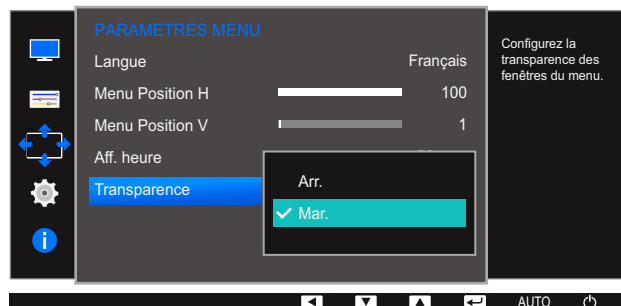 PARAMETRES MENU
Langue Français
Menu Position H 100
Menu Position V 1
Aff. heure
Transparence
Arr.
Mar.
Configurez la
transparence des
fenêtres du menu.
AUTO